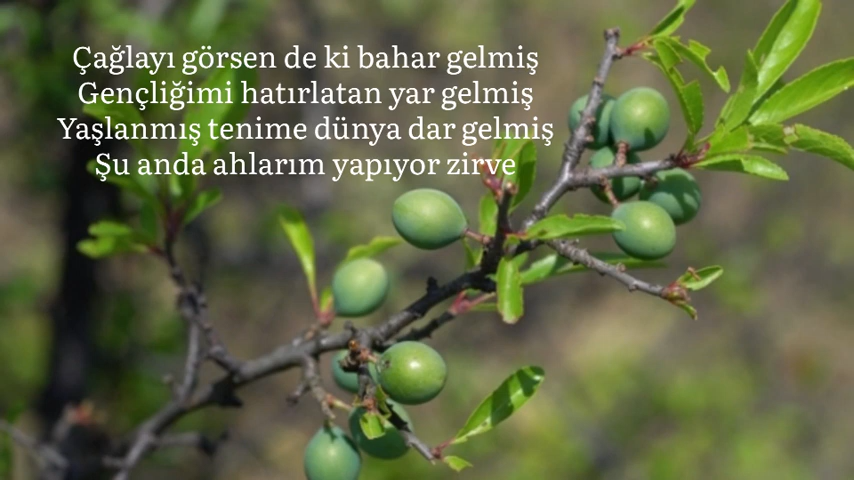 Çağlayı görsen de ki bahar gelmiş
Gençliğimi hatırlatan yar gelmiş
Yaşlanmış tenime dünya dar gelmiş
Şu anda ahlarım yapıyor zirve